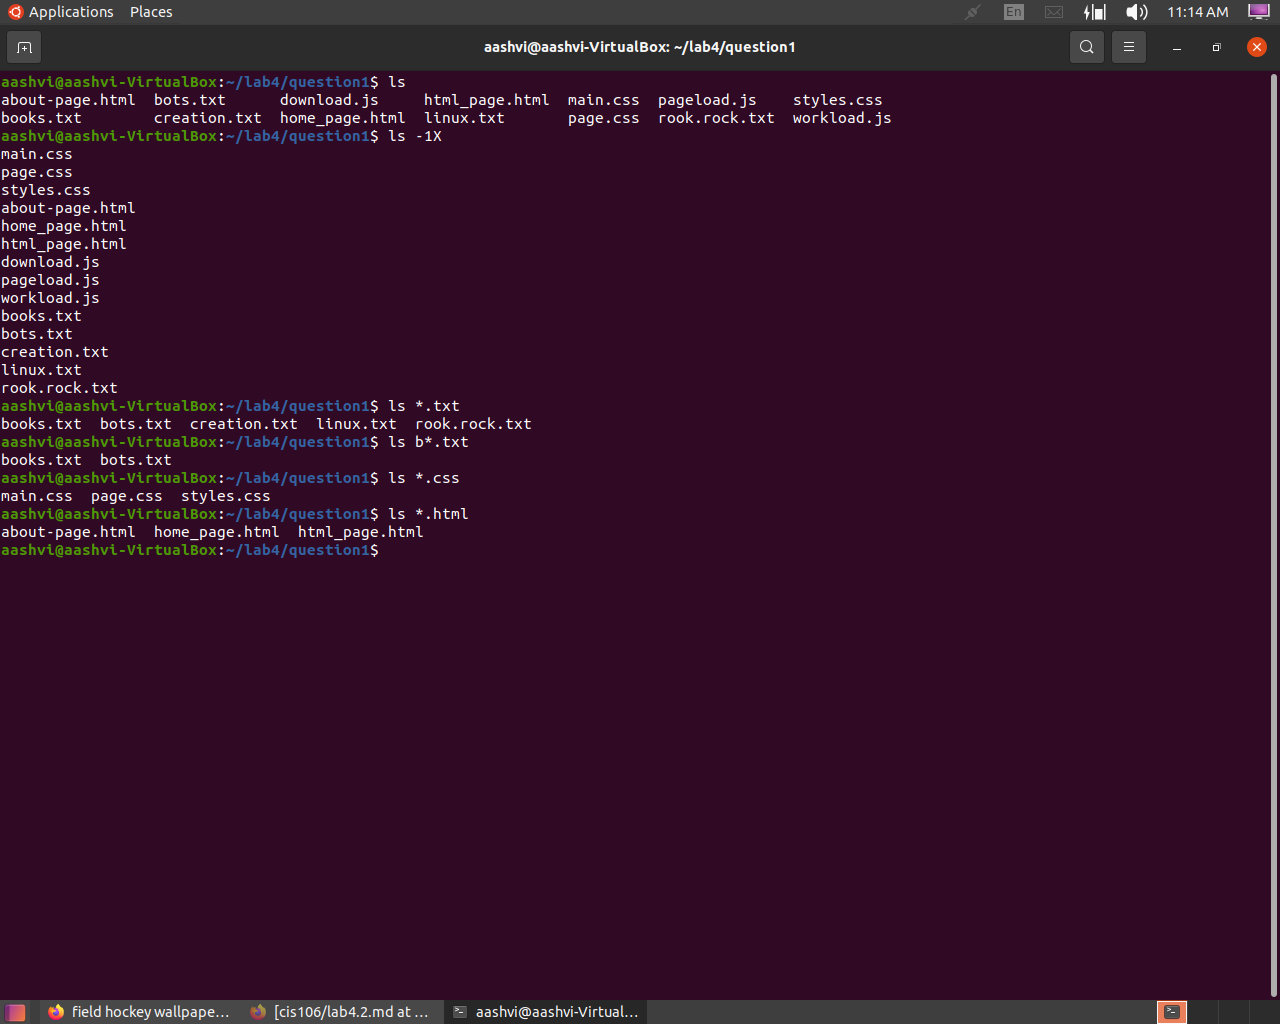 Applications Places En 11:14 AM
aashvi@aashvi-VirtualBox: ~/lab4/question1
aashvi@aashvi-VirtualBox:~/lab4/question1$ ls
about-page.html bots.txt download.js html_page.html main.css pageload.js styles.css
books.txt creation.txt home_page.html linux.txt page.css rook.rock.txt workload.js
aashvi@aashvi-VirtualBox:~/lab4/question1$ ls -1X
main.css
page.css
styles.css
about-page.html
home_page.html
html_page.html
download.js
pageload.js
workload.js
books.txt
bots.txt
creation.txt
linux.txt
rook.rock.txt
aashvi@aashvi-VirtualBox:~/lab4/question1$ ls *.txt
books.txt bots.txt creation.txt linux.txt rook.rock.txt
aashvi@aashvi-VirtualBox:~/lab4/question1$ ls b*.txt
books.txt bots.txt
aashvi@aashvi-VirtualBox:~/lab4/question1$ ls *.css
main.css page.css styles.css
aashvi@aashvi-VirtualBox:~/lab4/question1$ ls *.html
about-page.html home_page.html html_page.html
aashvi@aashvi-VirtualBox:~/lab4/question1$
field hockey wallpape... [cis106/lab4.2.md at ... aashvi@aashvi-Virtual...